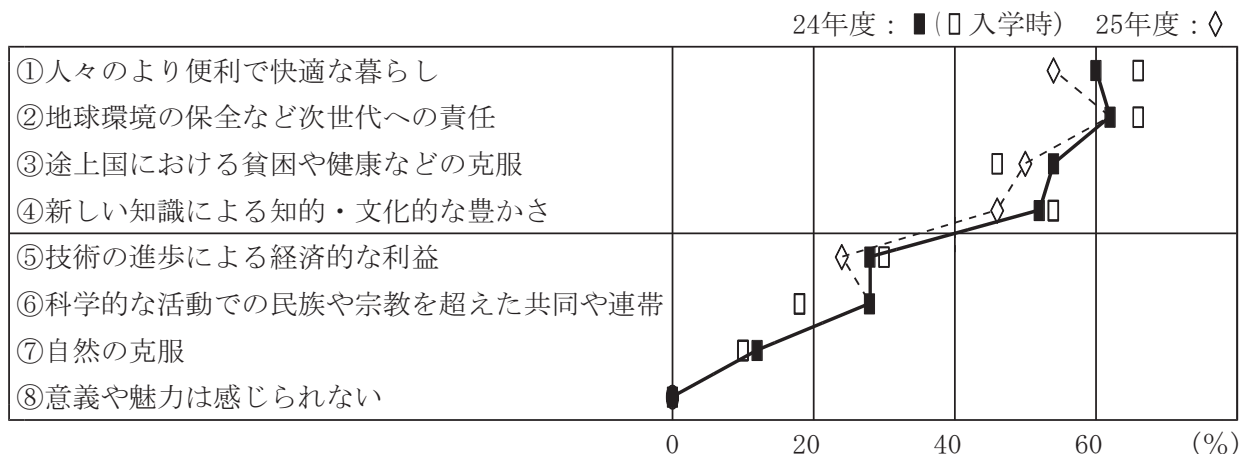 24年度：■(▯入学時)　25年度：◇
①人々のより便利で快適な暮らし
②地球環境の保全など次世代への責任
③途上国における貧困や健康などの克服
④新しい知識による知的・文化的な豊かさ
⑤技術の進歩による経済的な利益
⑥科学的な活動での民族や宗教を超えた共同や連帯
⑦自然の克服
⑧意義や魅力は感じられない
0 20 40 60 (%)